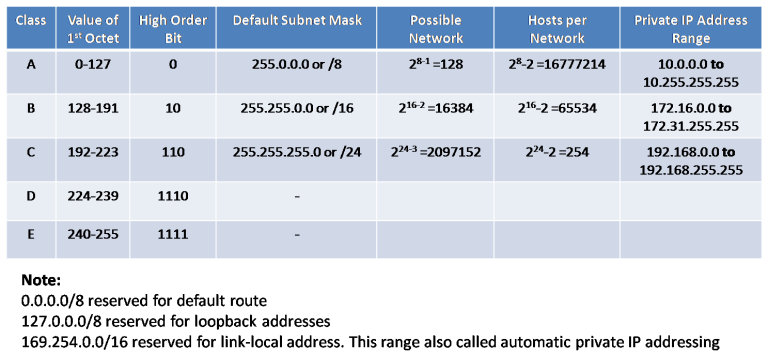 Class Value of 1st Octet High Order Bit Default Subnet Mask Possible Network Hosts per Network Private IP Address Range
A 0-127 0 255.0.0.0 or /8 2^8-1 =128 2^8-2 =16777214 10.0.0.0 to 10.255.255.255
B 128-191 10 255.255.0.0 or /16 2^16-2 =16384 2^16-2 =65534 172.16.0.0 to 172.31.255.255
C 192-223 110 255.255.255.0 or /24 2^24-3 =2097152 2^24-2 =254 192.168.0.0 to 192.168.255.255
D 224-239 1110 -
E 240-255 1111 -
Note:
0.0.0.0/8 reserved for default route
127.0.0.0/8 reserved for loopback addresses
169.254.0.0/16 reserved for link-local address. This range also called automatic private IP addressing